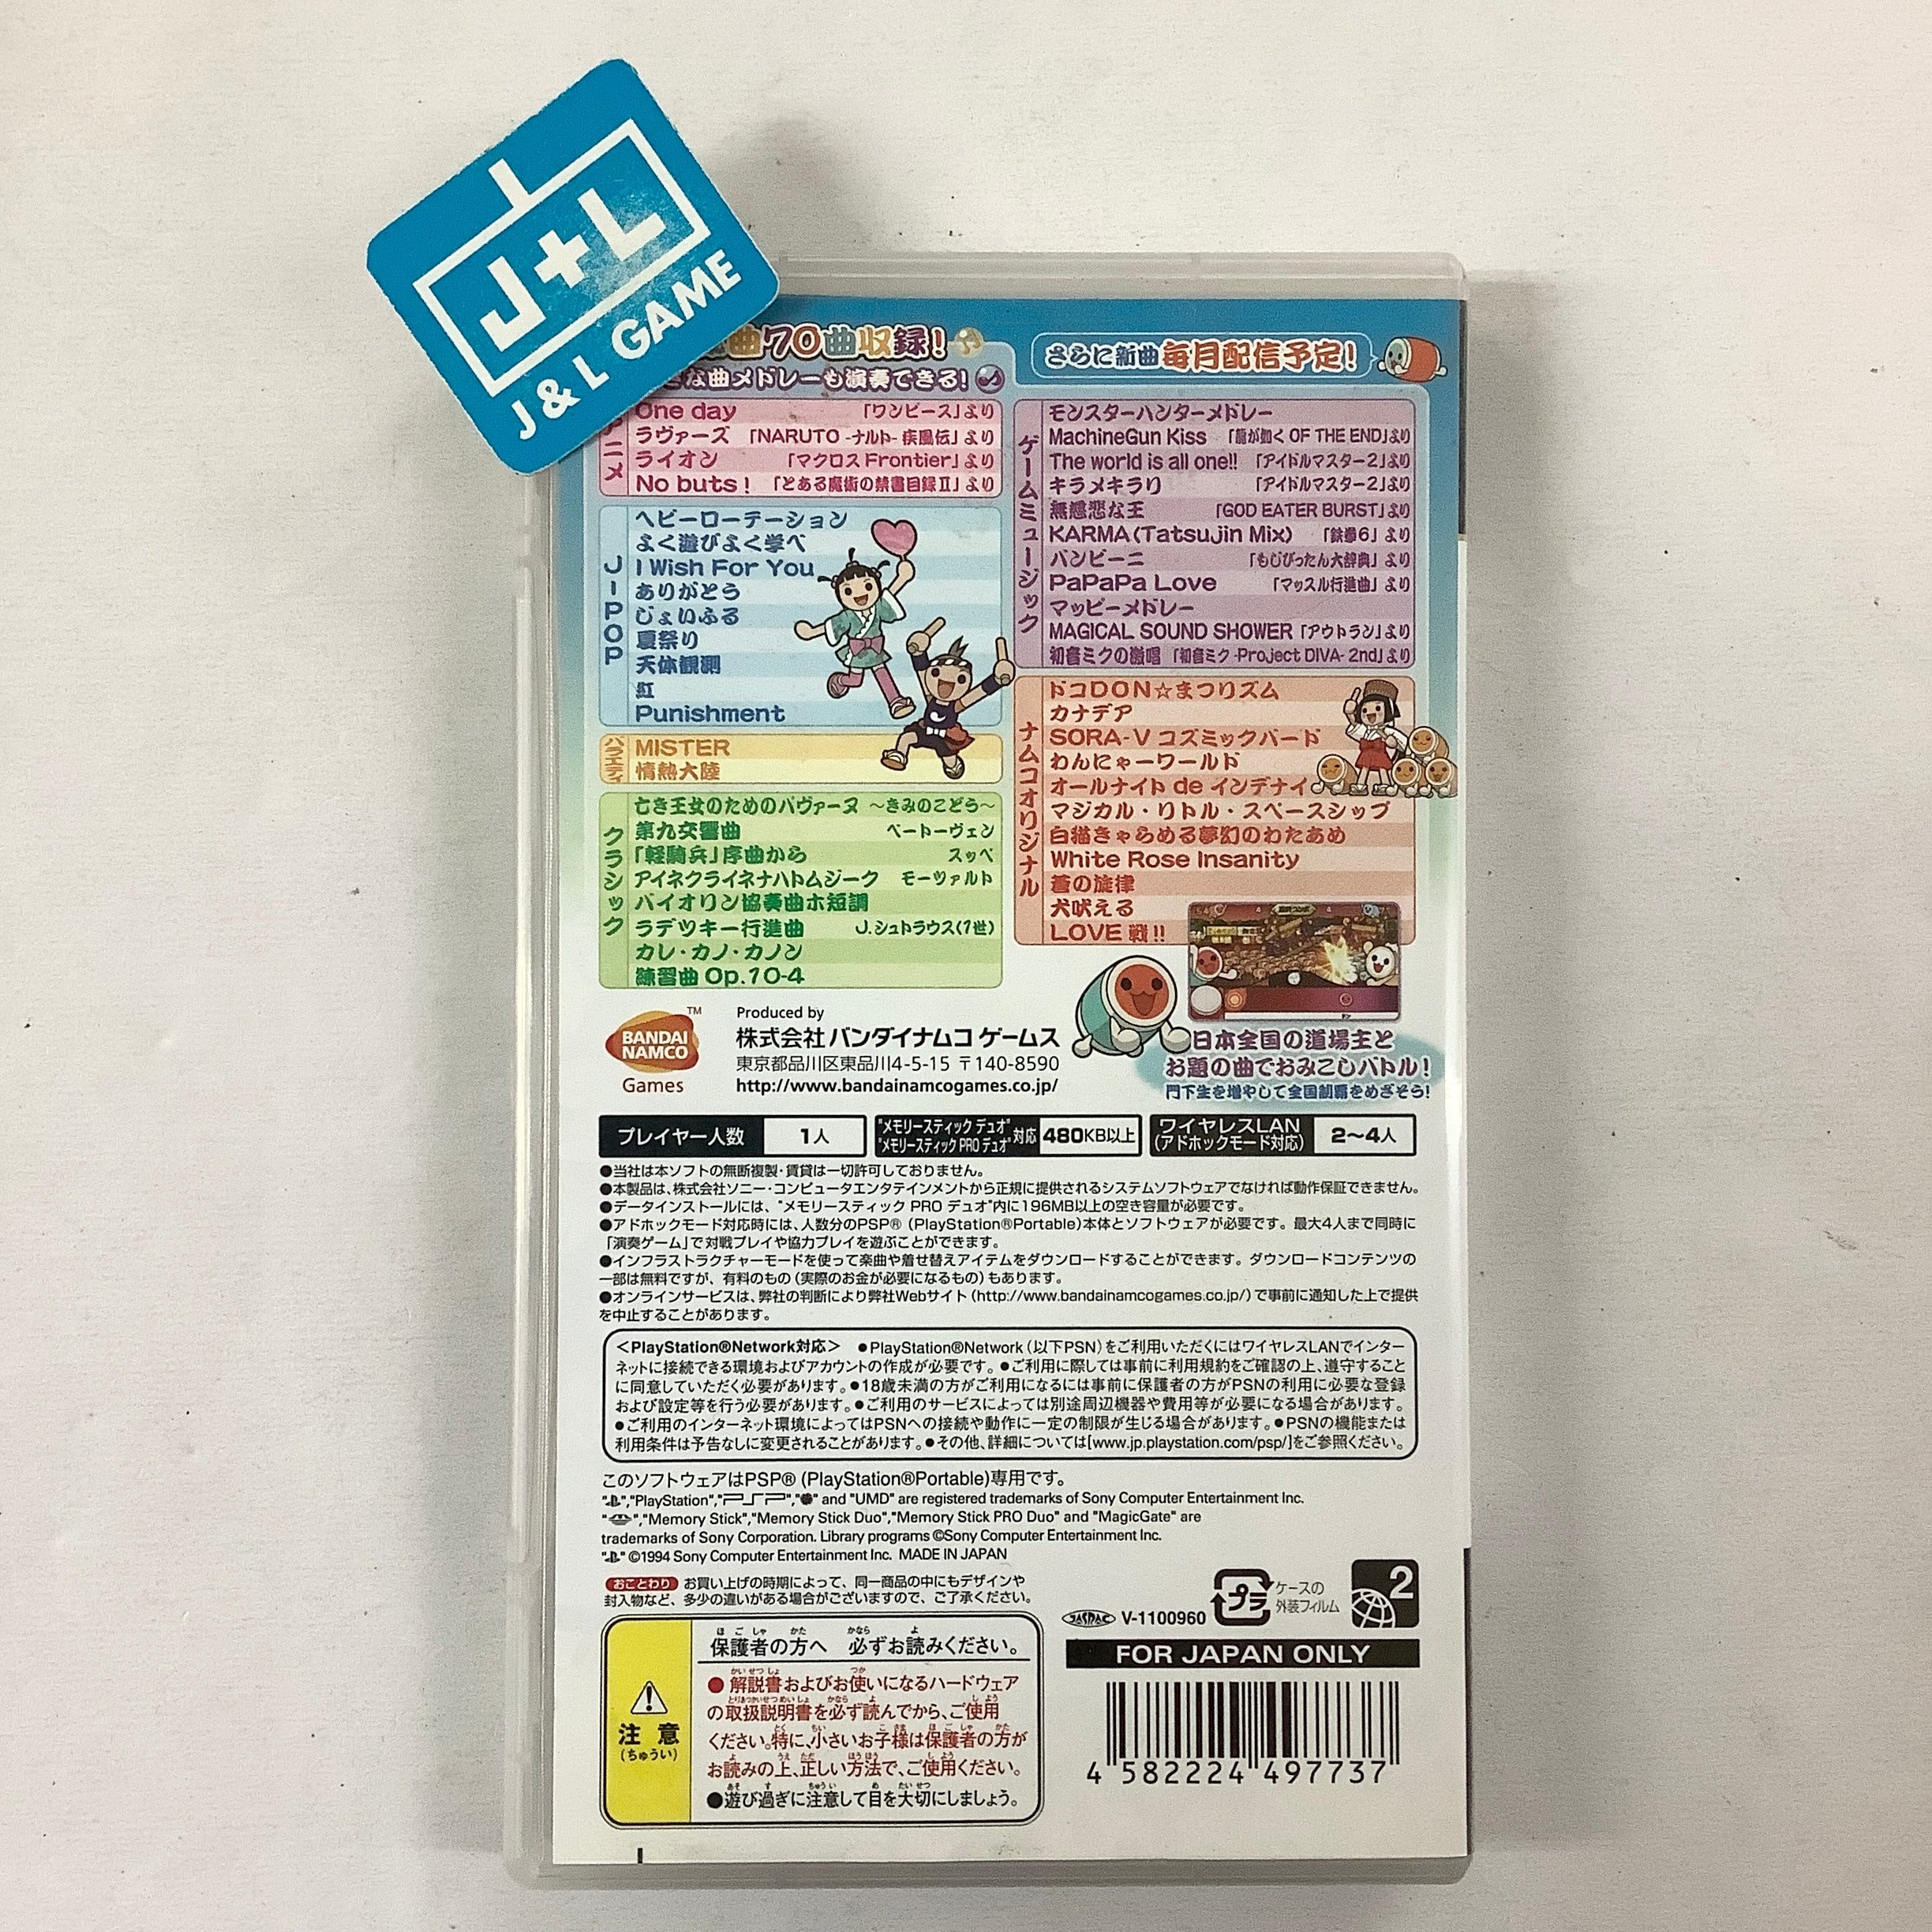 J+L
J & L GAME
曲70曲収録!
な曲メドレーも演奏できる!
アニメ
One day 「ワンピース」より
ラヴァーズ 「NARUTO -ナルト- 疾風伝」より
ライオン 「マクロス Frontier」より
No buts! 「とある魔術の禁書目録Ⅱ」より
J-POP
ヘビーローテーション
よく遊びよく学べ
I Wish For You
ありがとう
じょいふる
夏祭り
天体観測
紅
Punishment
バラエティ
MISTER
情熱大陸
クラシック
亡き王女のためのパヴァーヌ ～きみのこどう～
第九交響曲 ベートーヴェン
「軽騎兵」序曲から スッペ
アイネクライネナハトムジーク モーツァルト
バイオリン協奏曲ホ短調
ラデツキー行進曲 J.シュトラウス(1世)
カレ・カノ・カノン
練習曲 Op.10-4
さらに新曲毎月配信予定!
ゲームミュージック
モンスターハンターメドレー
MachineGun Kiss 「龍が如く OF THE END」より
The world is all one!! 「アイドルマスター2」より
キラメキラリ 「アイドルマスター2」より
無慈悲な王 「GOD EATER BURST」より
KARMA(Tatsujin Mix) 「鉄拳6」より
バンビーニ 「もじぴったん大辞典」より
PaPaPa Love 「マッスル行進曲」より
マッピーメドレー
MAGICAL SOUND SHOWER 「アウトラン」より
初音ミクの激唱 「初音ミク -Project DIVA- 2nd」より
ナムコオリジナル
ドコDON☆まつリズム
カナデア
SORA-V コズミックバード
わんにゃーワールド
オールナイト de インデナイ
マジカル・リトル・スペースシップ
白猫きゃらめる夢幻のわたあめ
White Rose Insanity
蒼の旋律
犬吠える
LOVE 戦!!
日本全国の道場主と
お題の曲でおみこしバトル!
門下生を増やして全国制覇をめざそう!
BANDAI
NAMCO
Games
TM
Produced by
株式会社 バンダイナムコ ゲームス
東京都品川区東品川4-5-15 〒140-8590
http://www.bandainamcogames.co.jp/
プレイヤー人数 1人
"メモリースティック デュオ"
"メモリースティック PRO デュオ" 対応 480KB以上
ワイヤレスLAN
(アドホックモード対応) 2〜4人
●当社は本ソフトの無断複製・賃貸は一切許可しておりません。
●本製品は、株式会社ソニー・コンピュータエンタテインメントから正規に提供されるシステムソフトウェアでなければ動作保証できません。
●データインストールには、"メモリースティック PRO デュオ"内に196MB以上の空き容量が必要です。
●アドホックモード対応時には、人数分のPSP® (PlayStation®Portable)本体とソフトウェアが必要です。最大4人まで同時に
「演奏ゲーム」で対戦プレイや協力プレイを遊ぶことができます。
●インフラストラクチャーモードを使って楽曲や着せ替えアイテムをダウンロードすることができます。ダウンロードコンテンツの
一部は無料ですが、有料のもの(実際のお金が必要になるもの)もあります。
●オンラインサービスは、弊社の判断により弊社Webサイト(http://www.bandainamcogames.co.jp/)で事前に通知した上で提供
を中止することがあります。
<PlayStation®Network対応> ●PlayStation®Network(以下PSN)をご利用いただくにはワイヤレスLANでインター
ネットに接続できる環境およびアカウントの作成が必要です。●ご利用に際しては事前に利用規約をご確認の上、遵守すること
に同意していただく必要があります。●18歳未満の方がご利用になるには事前に保護者の方がPSNの利用に必要な登録
および設定等を行う必要があります。●ご利用のサービスによっては別途周辺機器や費用等が必要になる場合があります。
●ご利用のインターネット環境によってはPSNへの接続や動作に一定の制限が生じる場合があります。●PSNの機能または
利用条件は予告なしに変更されることがあります。●その他、詳細については[www.jp.playstation.com/psp/]をご参照ください。
このソフトウェアはPSP® (PlayStation®Portable)専用です。
"","PlayStation","PSP","" and "UMD" are registered trademarks of Sony Computer Entertainment Inc.
"","Memory Stick","Memory Stick Duo","Memory Stick PRO Duo" and "MagicGate" are
trademarks of Sony Corporation. Library programs ©Sony Computer Entertainment Inc.
"" ©1994 Sony Computer Entertainment Inc. MADE IN JAPAN
おことわり お買い上げの時期によって、同一商品の中にもデザインや
封入物など、多少の違いがある場合がございますので、ご了承ください。
JASRAC V-1100960
プラ
ケースの
外装フィルム
2
FOR JAPAN ONLY
4 582224 497737
注意
(ちゅうい)
保護者の方へ 必ずお読みください。
●解説書およびお使いになるハードウェア
の取扱説明書を必ず読んでから、ご使用
ください。特に、小さいお子様は保護者の方が
お読みの上、正しい方法で、ご使用ください。
●遊び過ぎに注意して目を大切にしましょう。